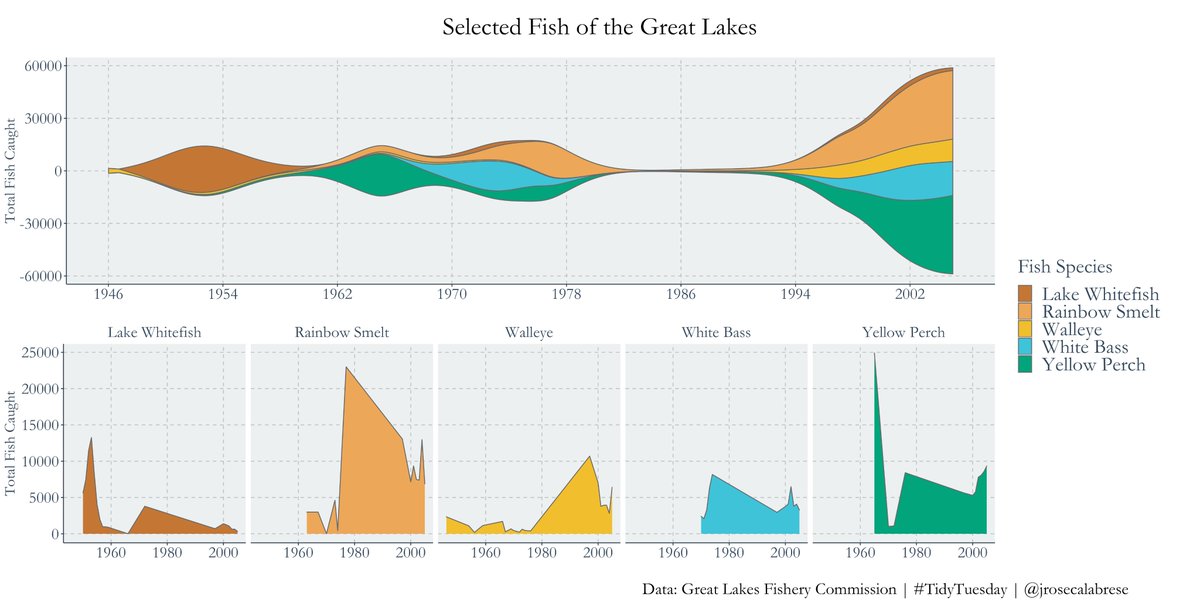 Selected Fish of the Great Lakes
Total Fish Caught
60000
30000
0
-30000
-60000
1946 1954 1962 1970 1978 1986 1994 2002
Fish Species
Lake Whitefish
Rainbow Smelt
Walleye
White Bass
Yellow Perch
Lake Whitefish Rainbow Smelt Walleye White Bass Yellow Perch
Total Fish Caught
25000
20000
15000
10000
5000
0
1960 1980 2000 1960 1980 2000 1960 1980 2000 1960 1980 2000 1960 1980 2000
Data: Great Lakes Fishery Commission | #TidyTuesday | @jrosecalabrese